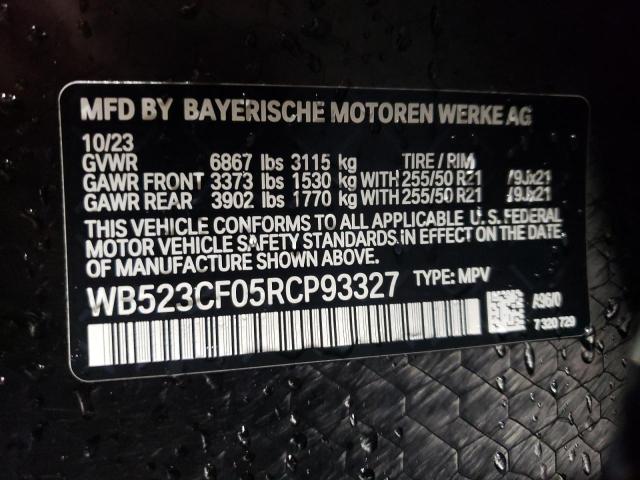 MFD BY BAYERISCHE MOTOREN WERKE AG
10/23
GVWR 6867 lbs 3115 kg TIRE / RIM
GAWR FRONT 3373 lbs 1530 kg WITH 255/50 R21 /9Jx21
GAWR REAR 3902 lbs 1770 kg WITH 255/50 R21 /9Jx21
THIS VEHICLE CONFORMS TO ALL APPLICABLE U.S. FEDERAL
MOTOR VEHICLE SAFETY STANDARDS IN EFFECT ON THE DATE
OF MANUFACTURE SHOWN ABOVE.
WB523CF05RCP93327 TYPE: MPV
A96/0
7 320 729